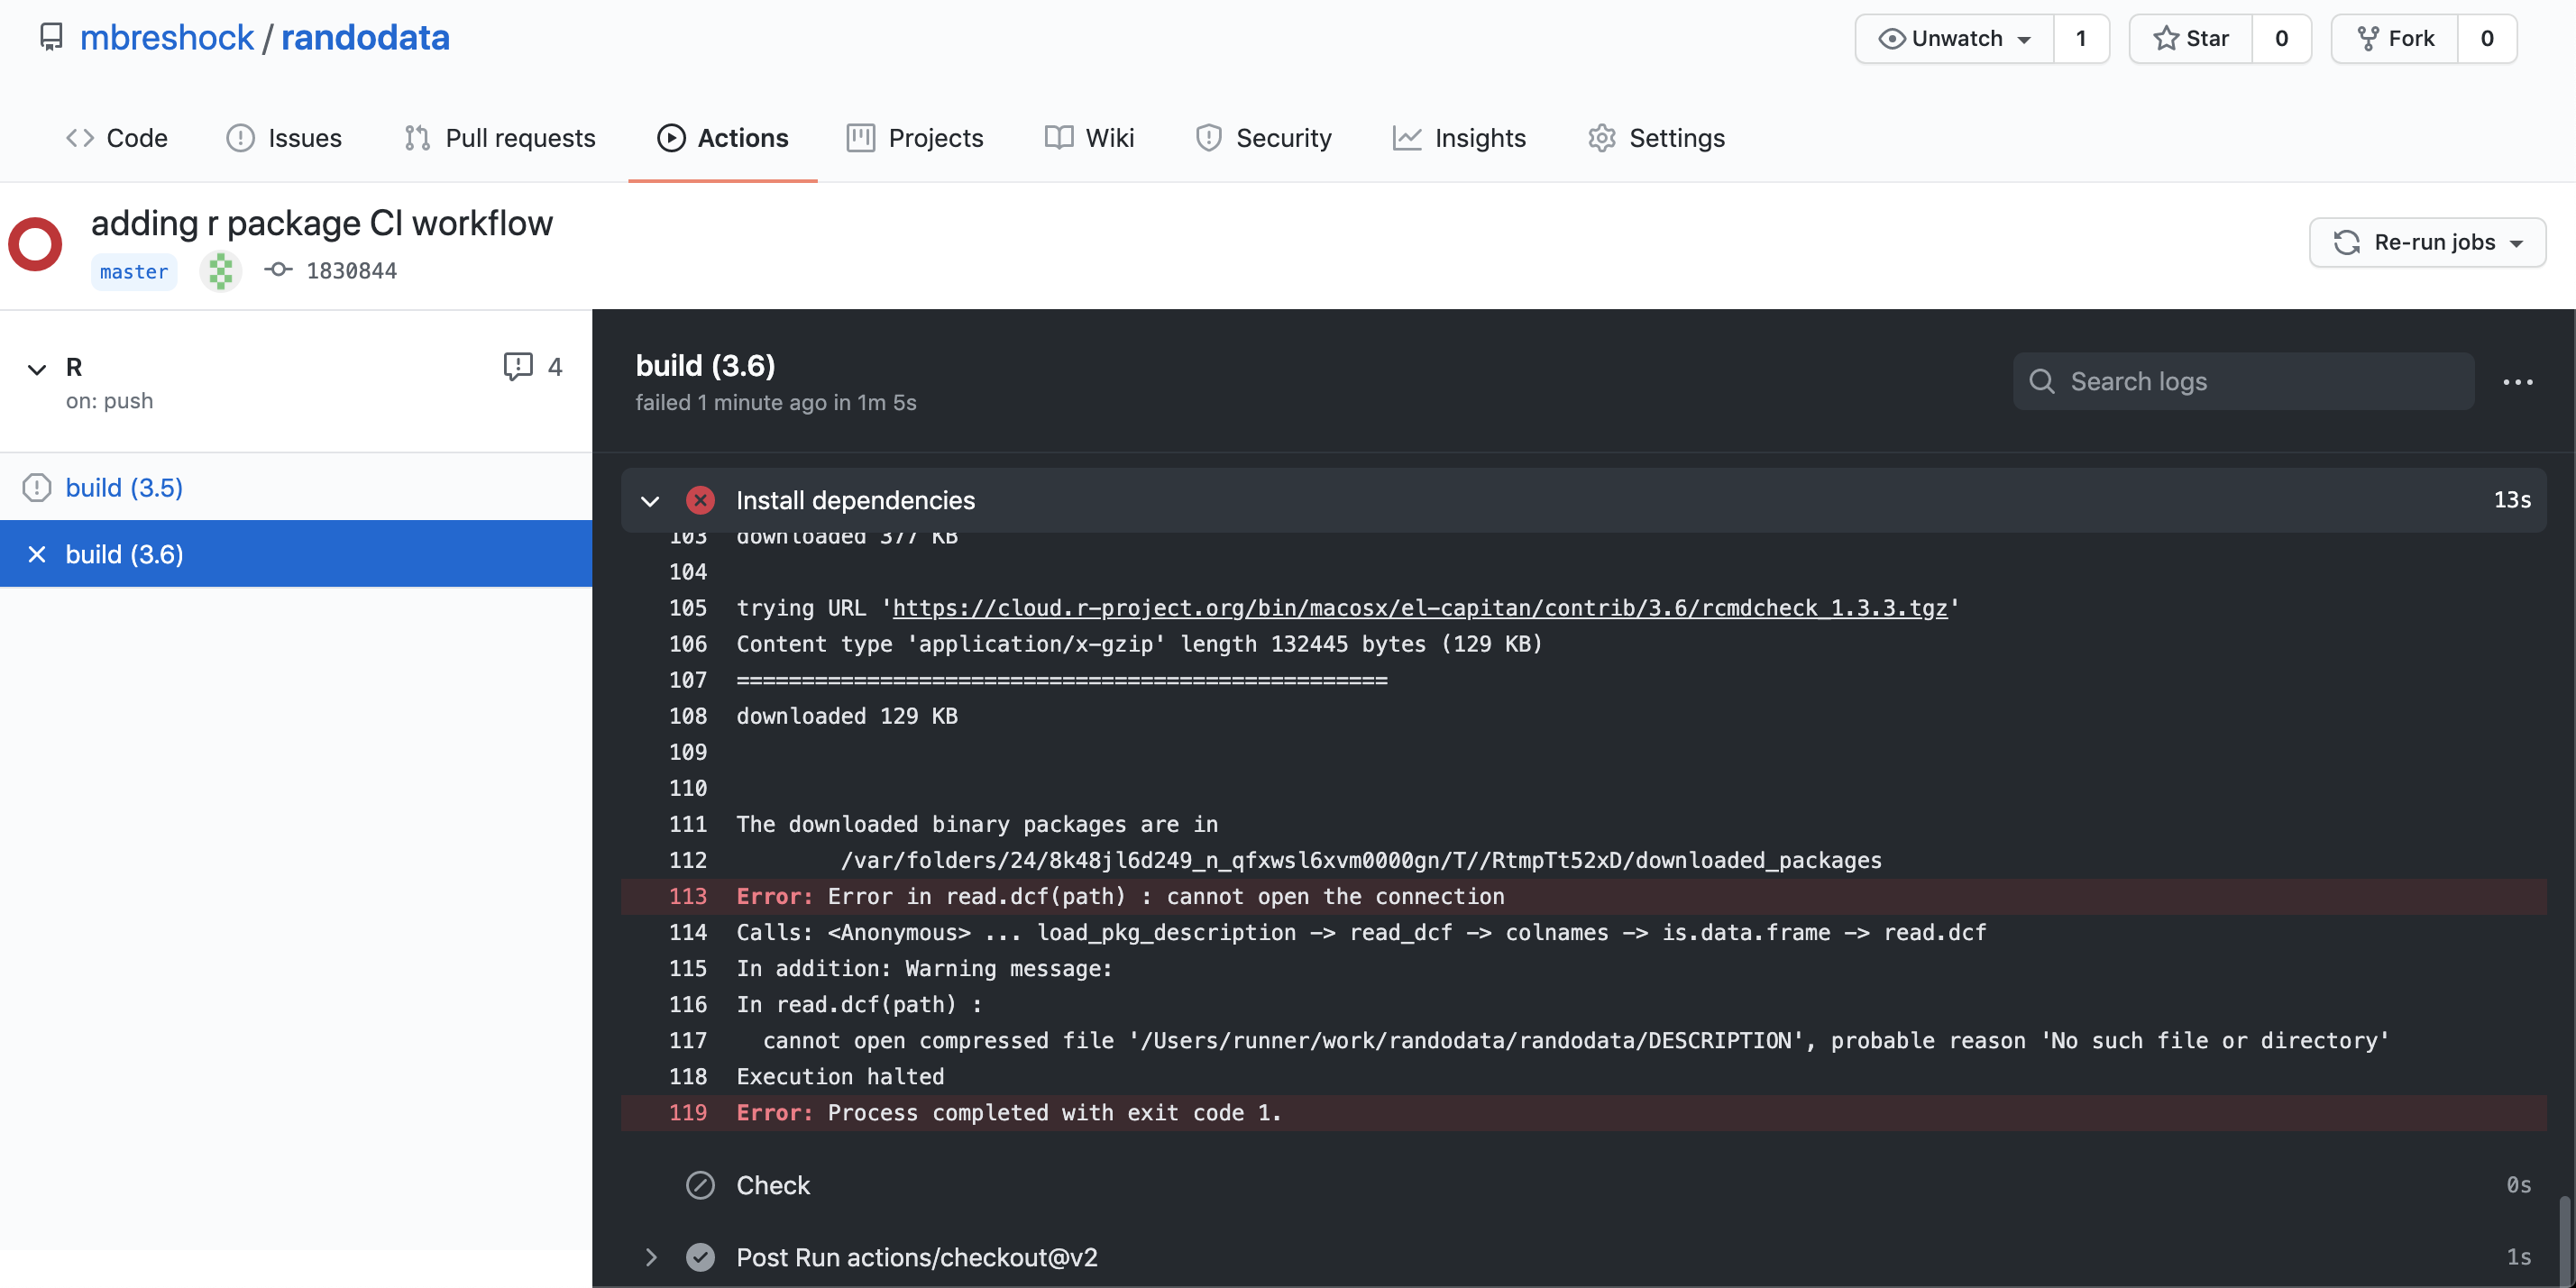 mbreshock / randodata
Unwatch 1 Star 0 Fork 0
Code Issues Pull requests Actions Projects Wiki Security Insights Settings
adding r package CI workflow
master 1830844
Re-run jobs
R 4
on: push
build (3.5)
build (3.6)
build (3.6)
failed 1 minute ago in 1m 5s
Search logs
Install dependencies 13s
103 downloaded 377 KB
104
105 trying URL 'https://cloud.r-project.org/bin/macosx/el-capitan/contrib/3.6/rcmdcheck_1.3.3.tgz'
106 Content type 'application/x-gzip' length 132445 bytes (129 KB)
107 ==================================================
108 downloaded 129 KB
109
110
111 The downloaded binary packages are in
112 /var/folders/24/8k48jl6d249_n_qfxwsl6xvm0000gn/T//RtmpTt52xD/downloaded_packages
113 Error: Error in read.dcf(path) : cannot open the connection
114 Calls: <Anonymous> ... load_pkg_description -> read_dcf -> colnames -> is.data.frame -> read.dcf
115 In addition: Warning message:
116 In read.dcf(path) :
117 cannot open compressed file '/Users/runner/work/randodata/randodata/DESCRIPTION', probable reason 'No such file or directory'
118 Execution halted
119 Error: Process completed with exit code 1.
Check 0s
Post Run actions/checkout@v2 1s